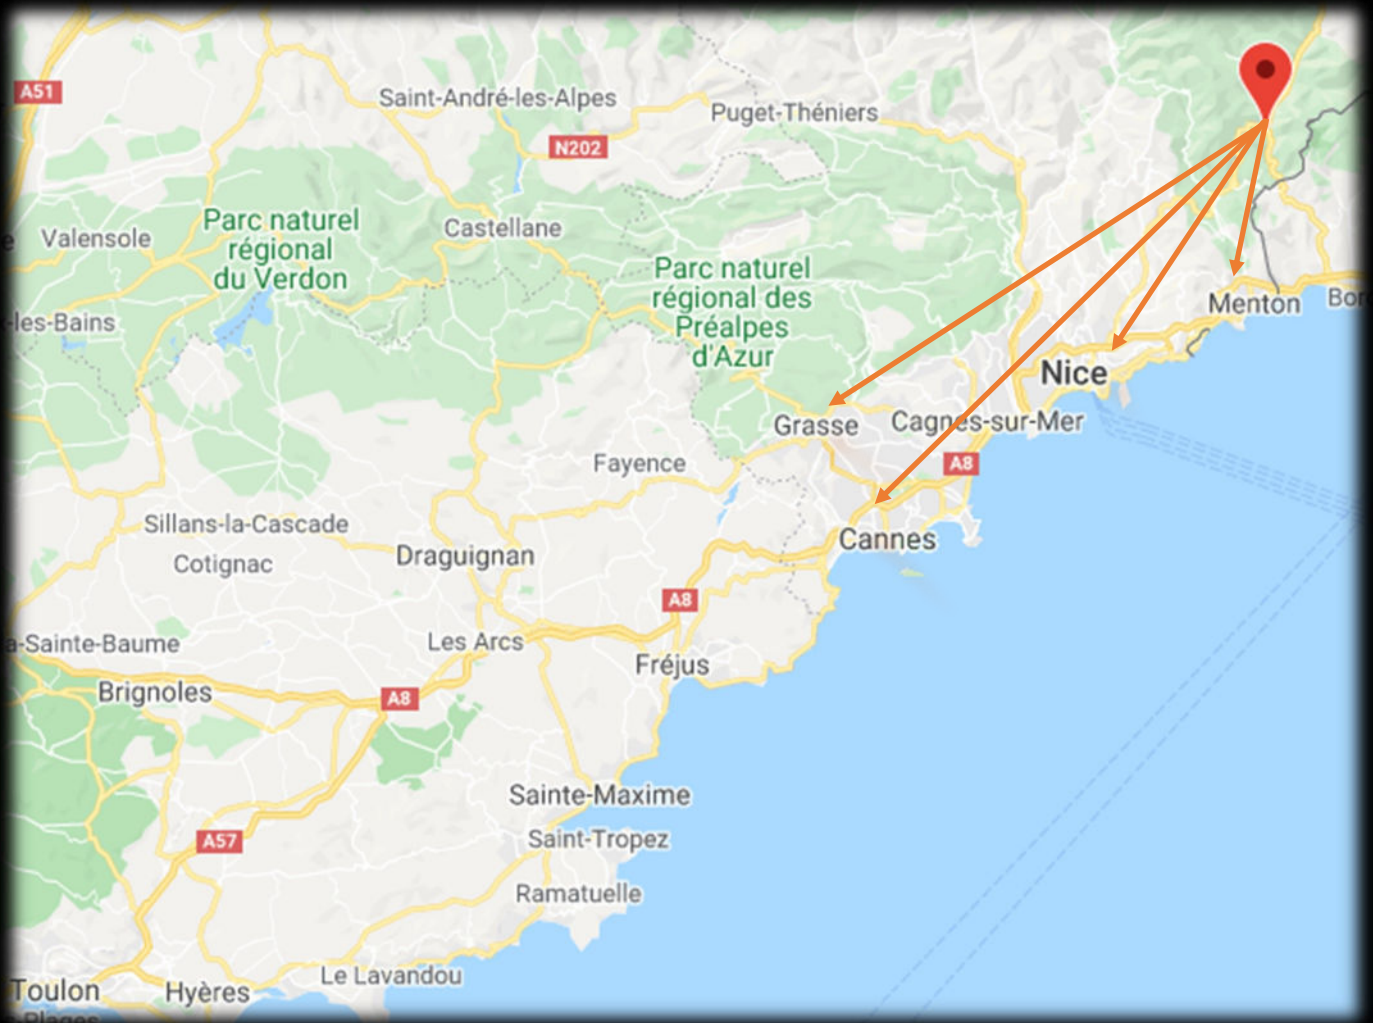 A51
Saint-André-les-Alpes
Puget-Théniers
N202
Parc naturel
régional
du Verdon
Valensole
Castellane
Parc naturel
régional des
Préalpes
d'Azur
-les-Bains
Menton
Bor
Nice
Grasse
Cagnes-sur-Mer
Fayence
A8
Sillans-la-Cascade
Cannes
Draguignan
Cotignac
A8
a-Sainte-Baume
Les Arcs
Fréjus
Brignoles
A8
Sainte-Maxime
A57
Saint-Tropez
Ramatuelle
Le Lavandou
Toulon
Hyères
Plages